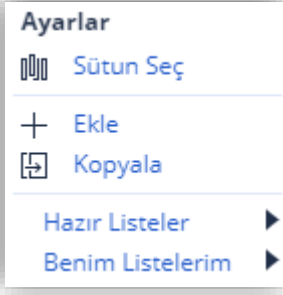 Ayarlar
Sütun Seç
Ekle
Kopyala
Hazır Listeler
Benim Listelerim